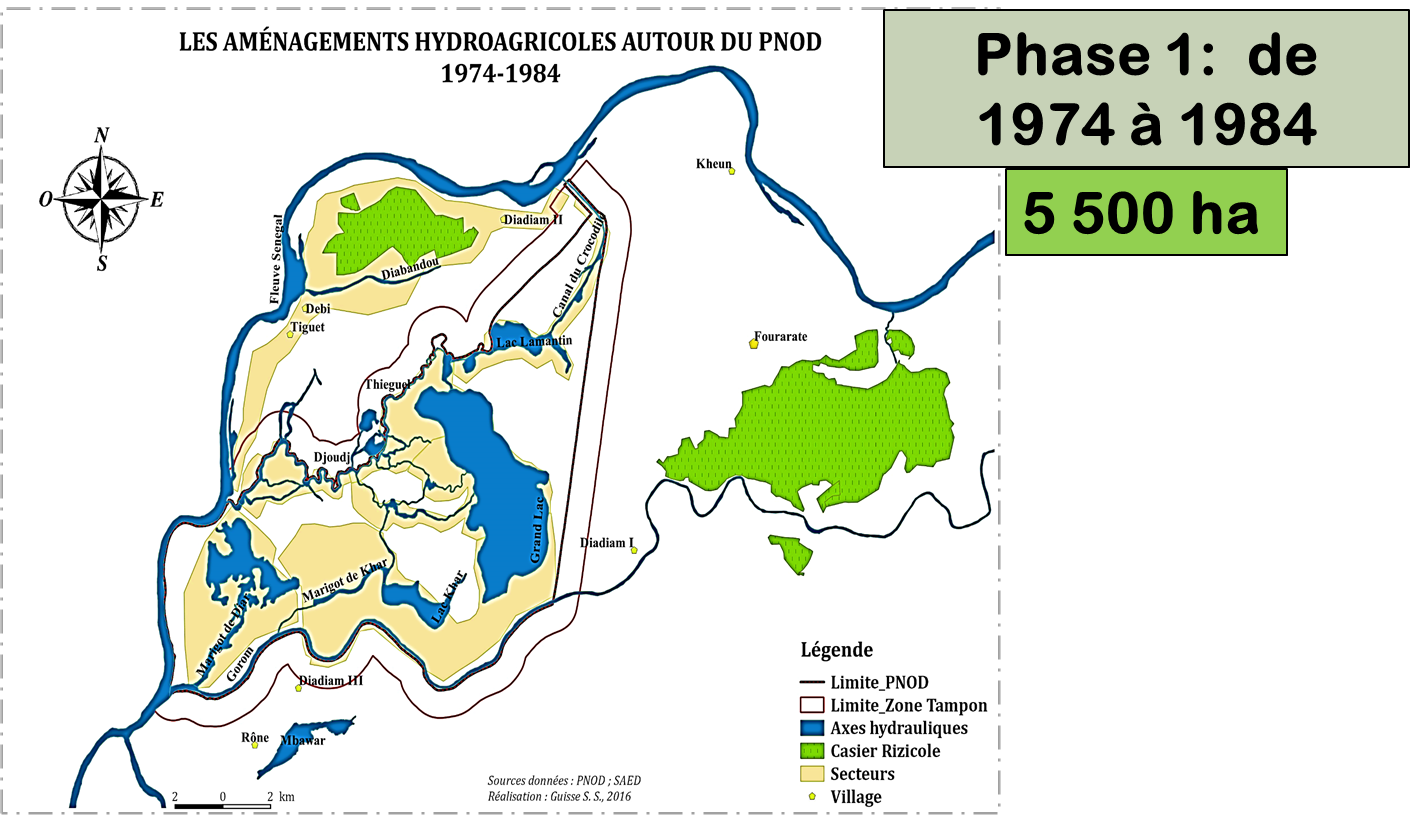 LES AMÉNAGEMENTS HYDROAGRICOLES AUTOUR DU PNOD
1974-1984
Phase 1: de
1974 à 1984
5 500 ha
N
O
E
S
Kheun
Diadiam II
Fleuve Senegal
Diabandou
Canal du Crocodil
Debi
Tiguet
Lac Lamantin
Fourarate
Thieguel
Djoudj
Grand Lac
Diadiam I
Marigot de Khar
Lac Khar
Marigot de Djar
Gorom
Diadiam III
Rône
Mbawar
Légende
Limite_PNOD
Limite_Zone Tampon
Axes hydrauliques
Casier Rizicole
Secteurs
Village
Sources données : PNOD ; SAED
Réalisation : Guisse S. S., 2016
2 0 2 km